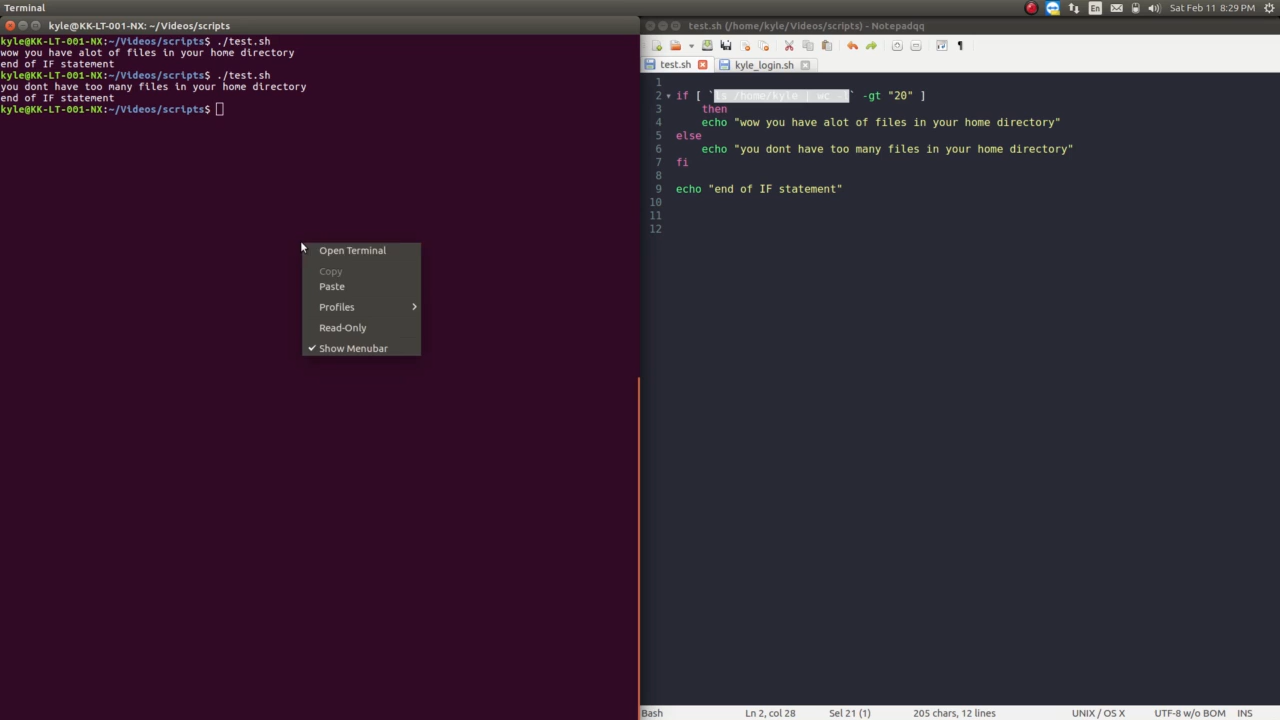 Terminal
En
Sat Feb 11 8:29 PM
kyle@KK-LT-001-NX: ~/Videos/scripts
kyle@KK-LT-001-NX:~/Videos/scripts$ ./test.sh
wow you have alot of files in your home directory
end of IF statement
kyle@KK-LT-001-NX:~/Videos/scripts$ ./test.sh
you dont have too many files in your home directory
end of IF statement
kyle@KK-LT-001-NX:~/Videos/scripts$
Open Terminal
Copy
Paste
Profiles
Read-Only
Show Menubar
test.sh (/home/kyle/Videos/scripts) - Notepadqq
test.sh
kyle_login.sh
1
2 if [ `ls /home/kyle | wc -l` -gt "20" ]
3 then
4 echo "wow you have alot of files in your home directory"
5 else
6 echo "you dont have too many files in your home directory"
7 fi
8
9 echo "end of IF statement"
10
11
12
Bash
Ln 2, col 28
Sel 21 (1)
205 chars, 12 lines
UNIX / OS X
UTF-8 w/o BOM
INS